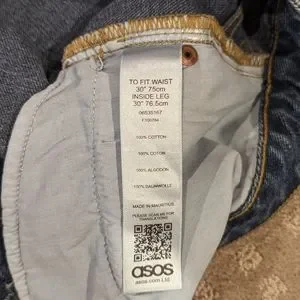 TO FIT WAIST
30" 75cm
INSIDE LEG
30" 76.5cm
06535167
100% COTTON
100% COTON
100% ALGODON
100% BAUMWOLLE
MADE IN MAURITIUS
PLEASE SCAN ME FOR
TRANSLATIONS
asos
asos.com Ltd